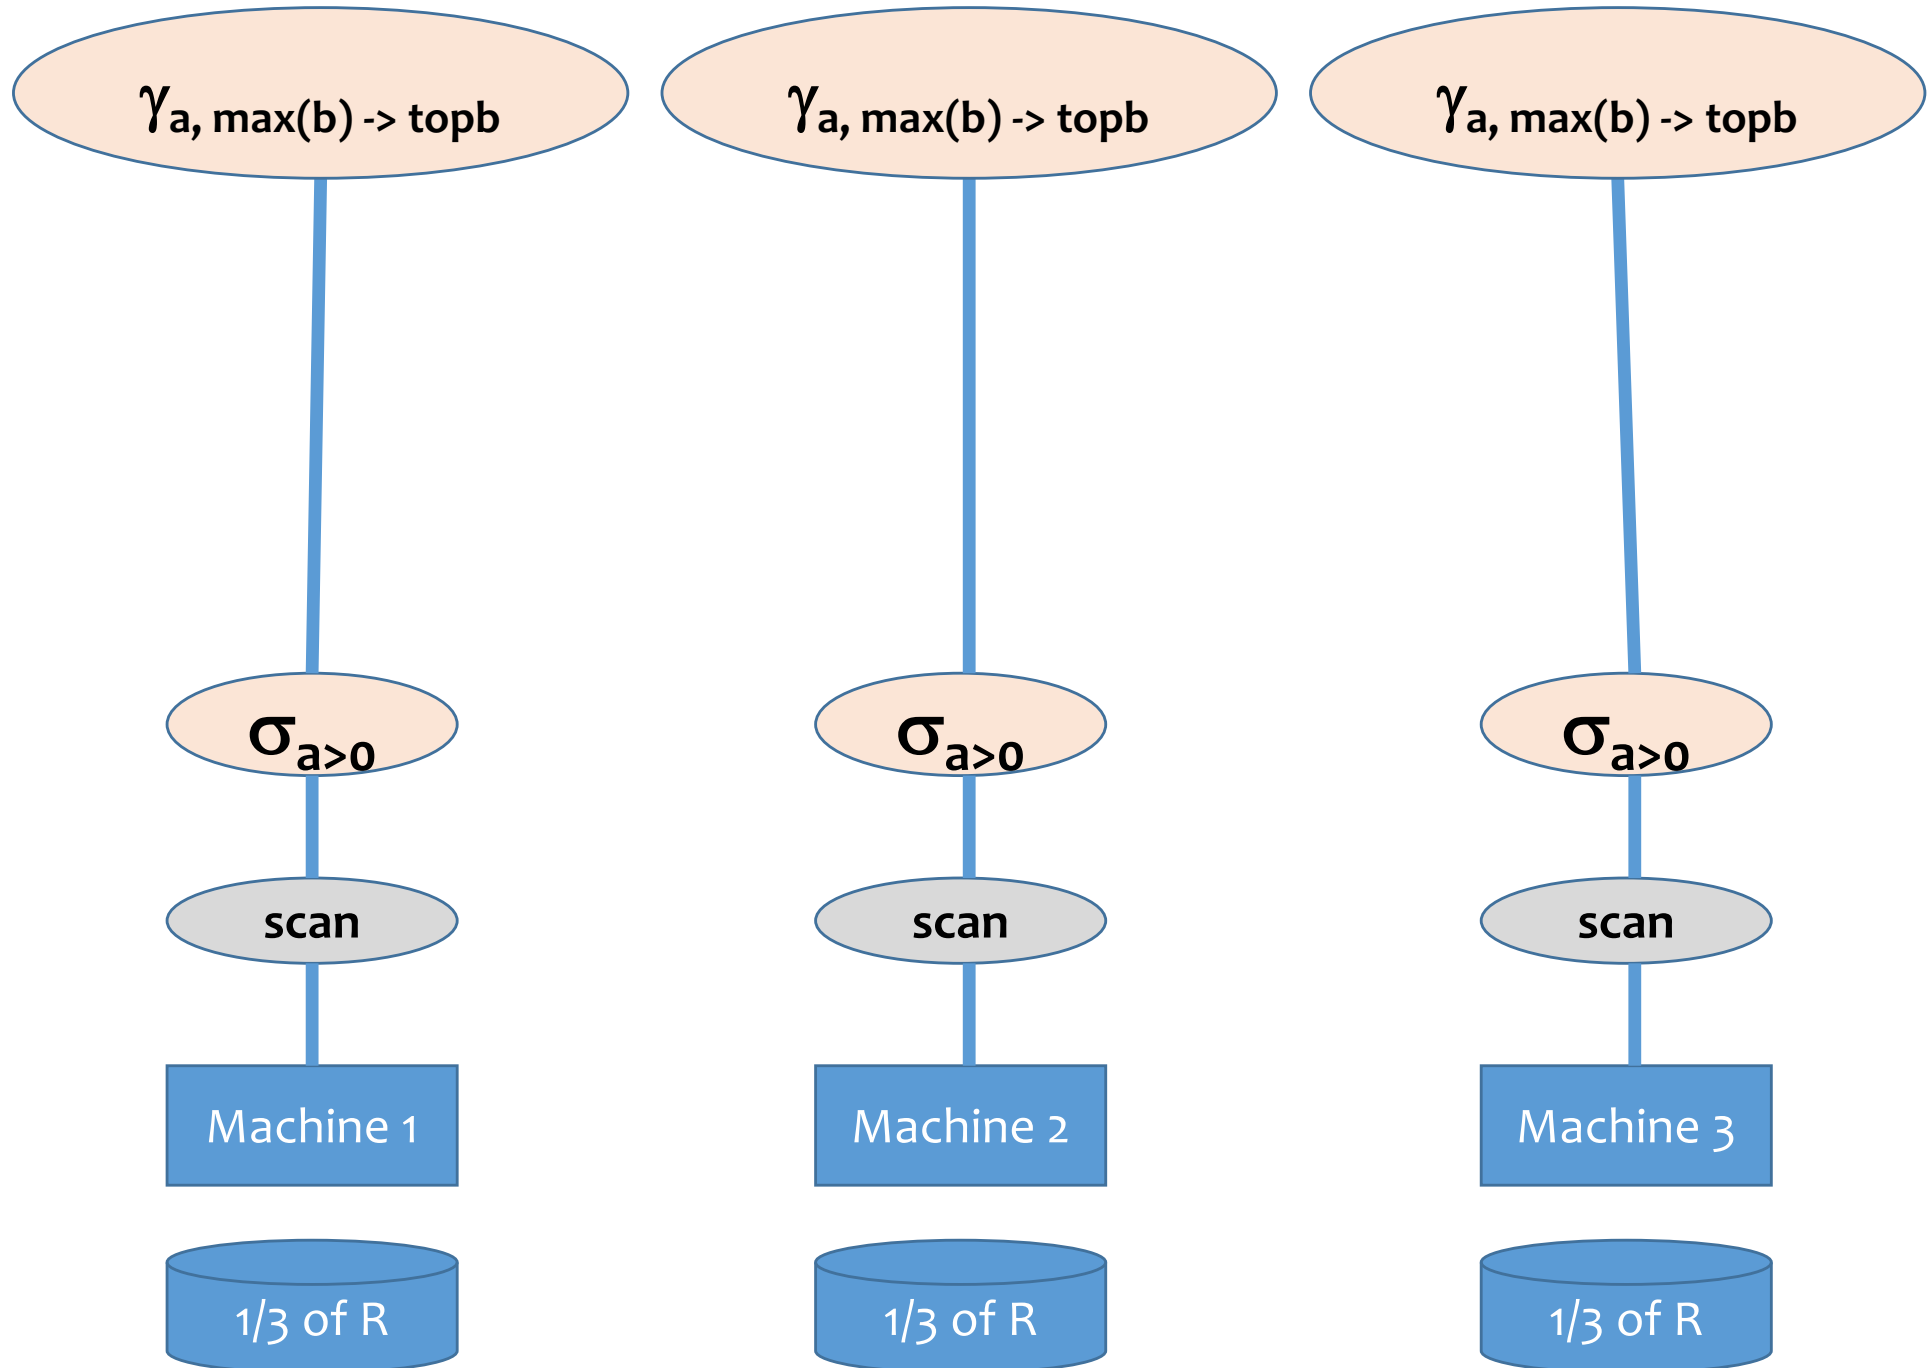 γa, max(b) -> topb γa, max(b) -> topb γa, max(b) -> topb
σa>0 σa>0 σa>0
scan scan scan
Machine 1 Machine 2 Machine 3
1/3 of R 1/3 of R 1/3 of R